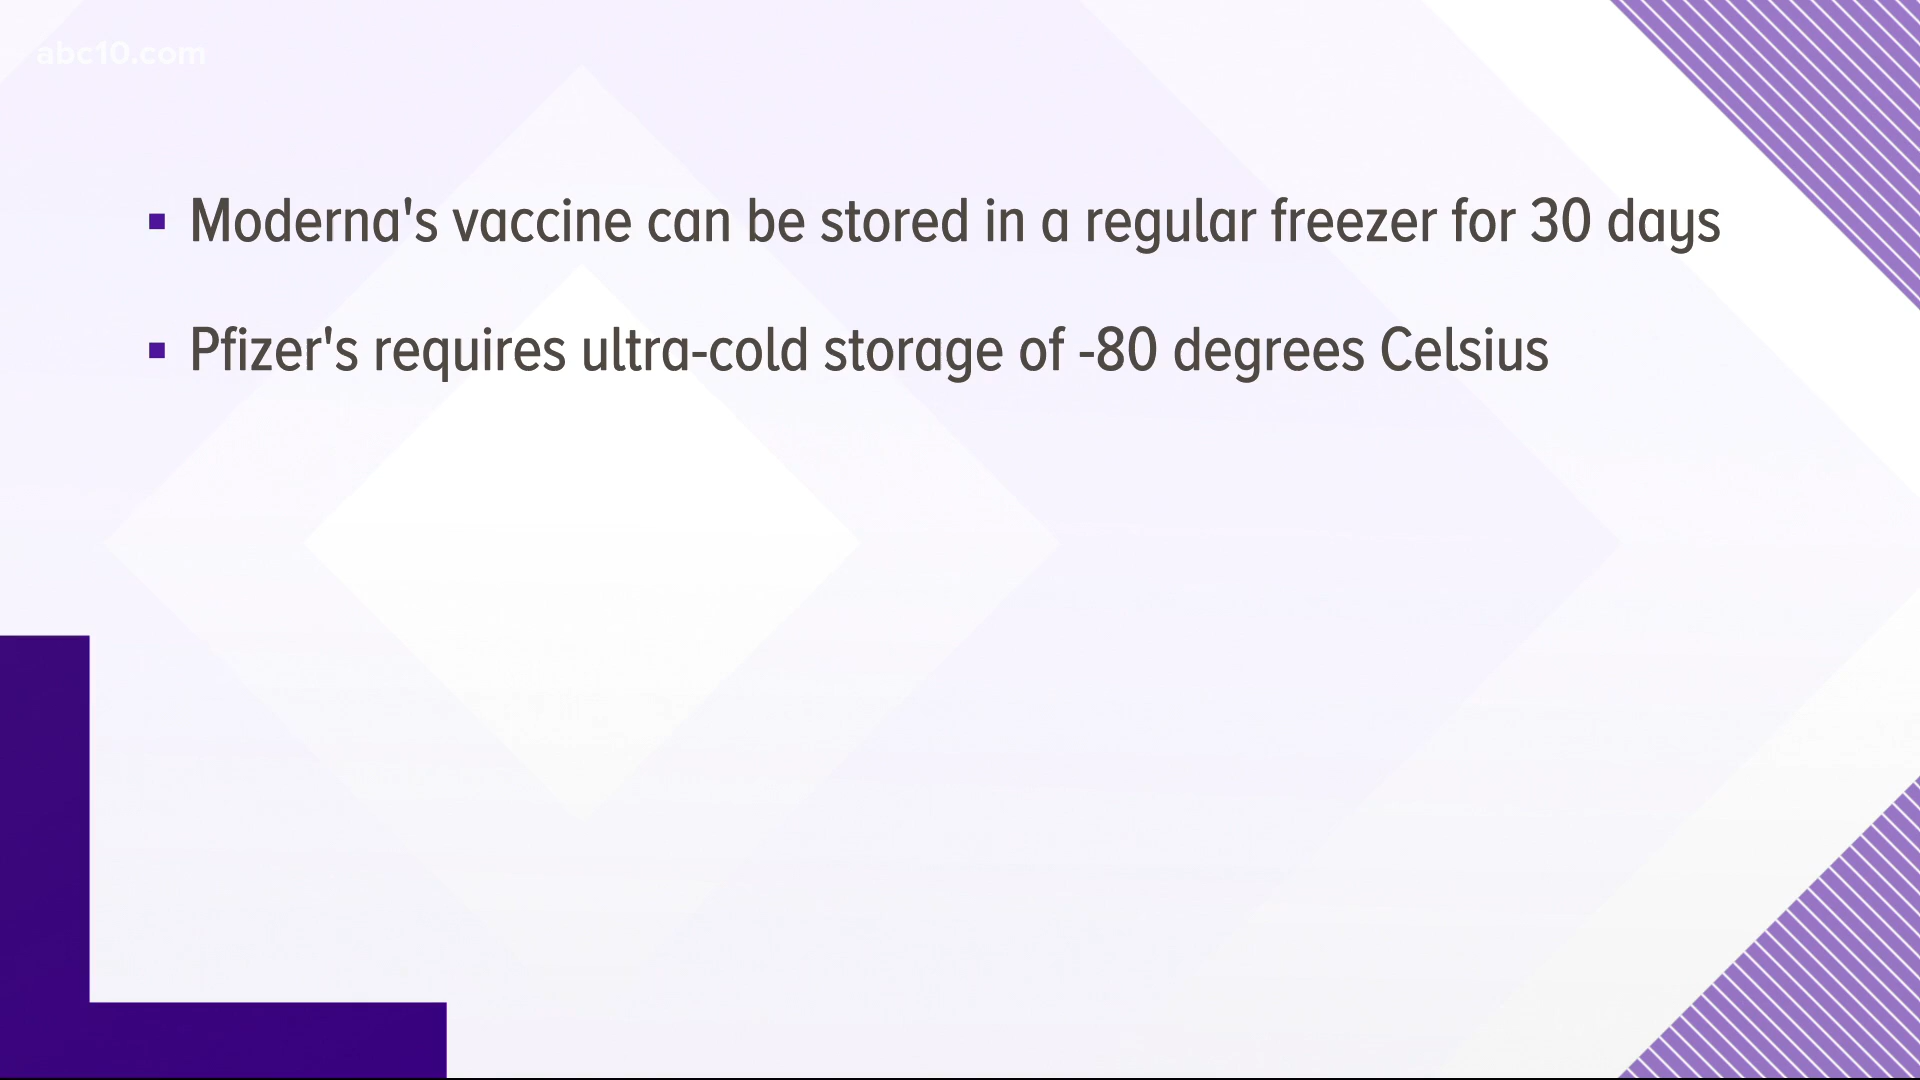 abc10.com
▪ Moderna's vaccine can be stored in a regular freezer for 30 days
▪ Pfizer's requires ultra-cold storage of -80 degrees Celsius